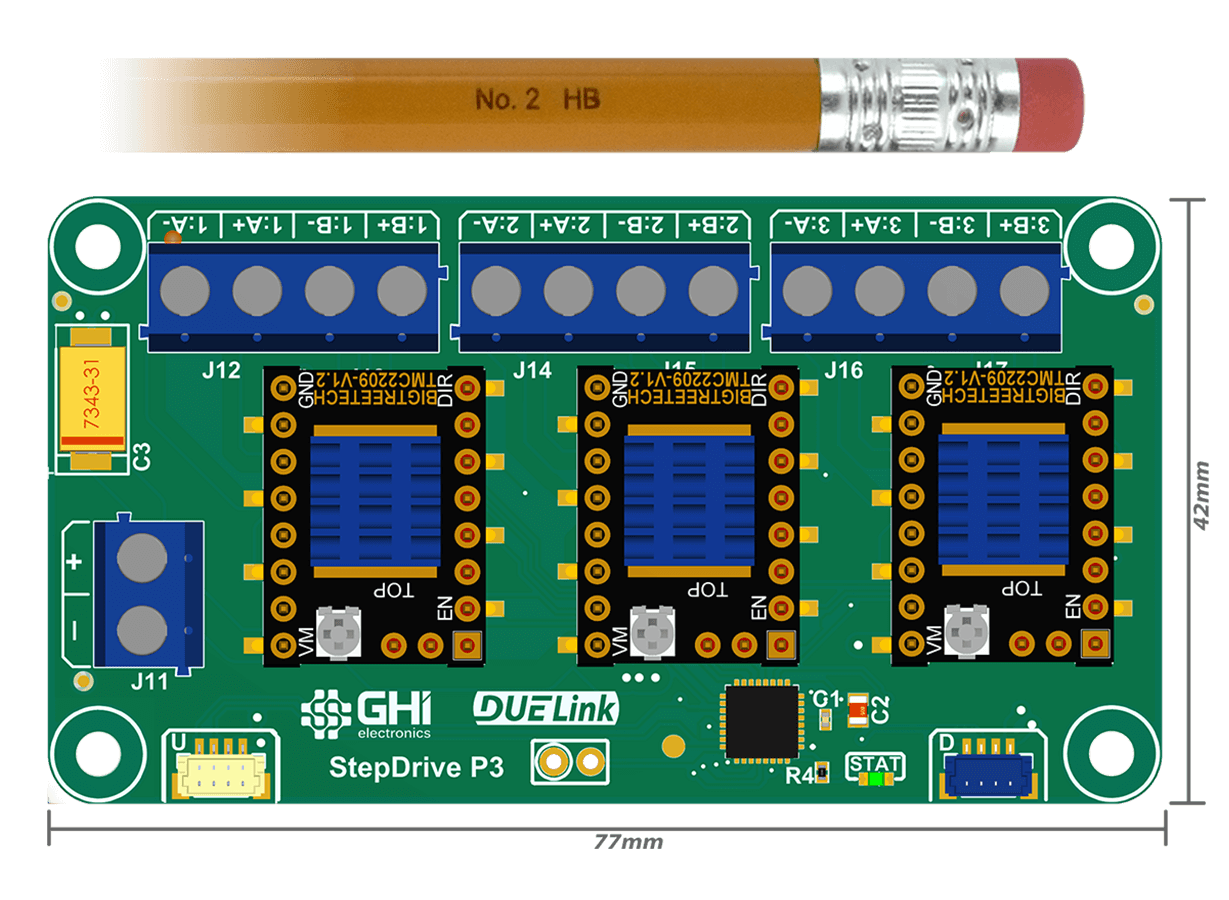 No. 2 HB
1:A- 1:A+ 1:B- 1:B+
2:A- 2:A+ 2:B- 2:B+
3:A- 3:A+ 3:B- 3:B+
J12
J14
J15
J16
J17
7343-31
C3
GND
BIGTREETECH
TMC2209-V1.2
DIR
TOP
VM
EN
GND
BIGTREETECH
TMC2209-V1.2
DIR
TOP
VM
EN
GND
BIGTREETECH
TMC2209-V1.2
DIR
TOP
VM
EN
42mm
+
-
J11
GHI
electronics
DUELink
StepDrive P3
U
C1
C2
R4
STAT
D
77mm